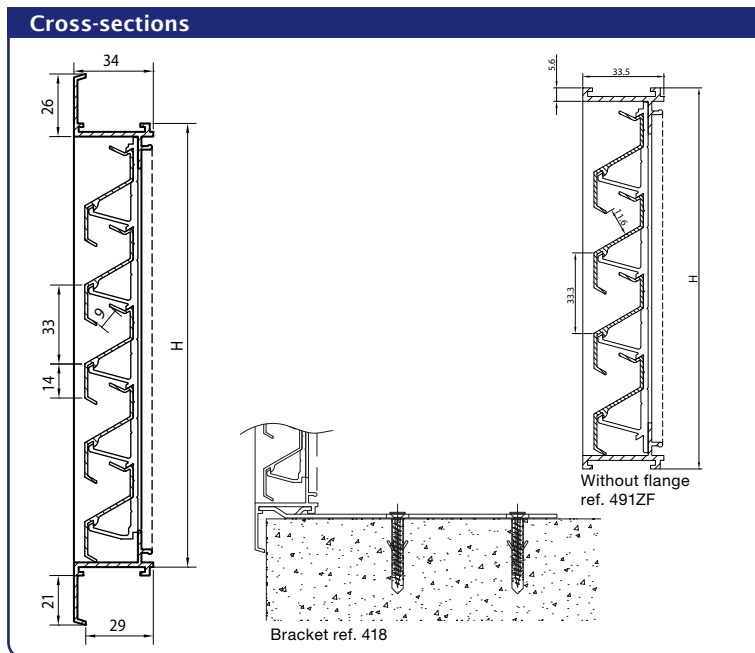 Cross-sections
34
26
33
14
9
H
21
29
Bracket ref. 418
5.6
33.5
11.6
33.3
H
Without flange
ref. 491ZF